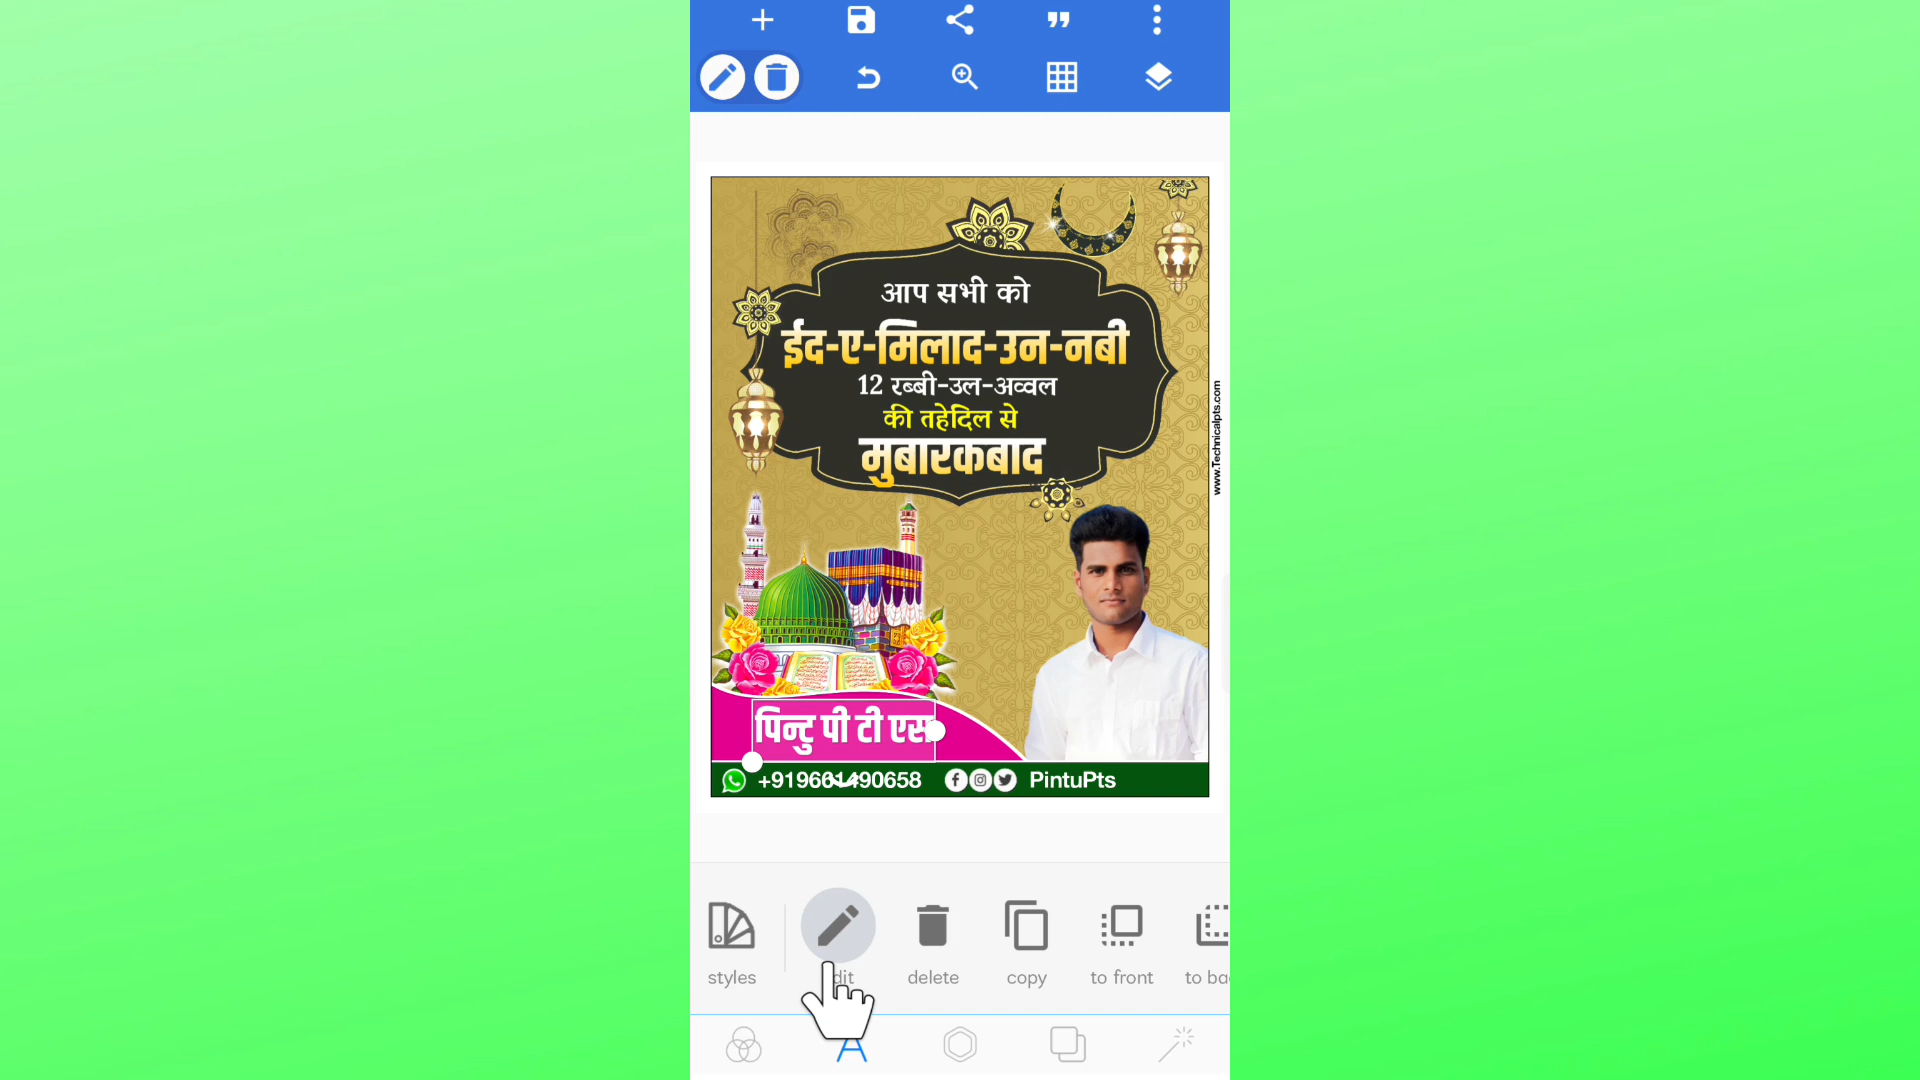 आप सभी को
ईद-ए-मिलाद-उन-नबी
12 रब्बी-उल-अव्वल
की तहेदिल से
मुबारकबाद
www.Technicalpts.com
पिन्टु पी टी एस
PintuPts
styles
delete
copy
to front